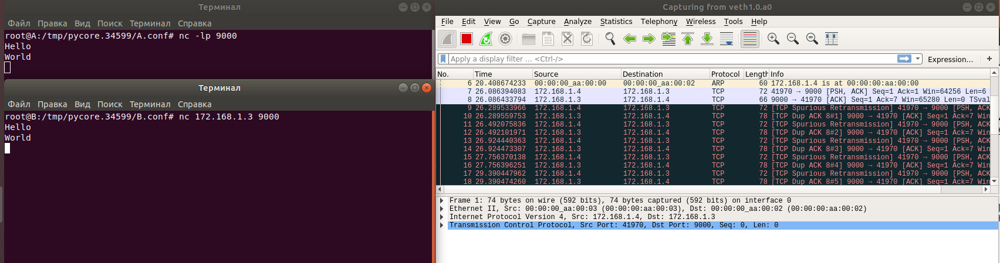 Терминал
Файл Правка Вид Поиск Терминал Справка
root@A:/tmp/pycore.34599/A.conf# nc -lp 9000
Hello
World
Терминал
Файл Правка Вид Поиск Терминал Справка
root@B:/tmp/pycore.34599/B.conf# nc 172.168.1.3 9000
Hello
World
Capturing from veth1.0.a0
File Edit View Go Capture Analyze Statistics Telephony Wireless Tools Help
Apply a display filter … <Ctrl-/> Expression… +
No. Time Source Destination Protocol Length Info
6 20.408674233 00:00:00_aa:00:00 00:00:00_aa:00:02 ARP 60 172.168.1.4 is at 00:00:00:aa:00:00
7 26.086394083 172.168.1.4 172.168.1.3 TCP 72 41970 → 9000 [PSH, ACK] Seq=1 Ack=1 Win=64256 Len=6
8 26.086433794 172.168.1.3 172.168.1.4 TCP 66 9000 → 41970 [ACK] Seq=1 Ack=7 Win=65280 Len=0 TSval
9 26.289533966 172.168.1.4 172.168.1.3 TCP 72 [TCP Spurious Retransmission] 41970 → 9000 [PSH, ACK
10 26.289559753 172.168.1.3 172.168.1.4 TCP 78 [TCP Dup ACK 8#1] 9000 → 41970 [ACK] Seq=1 Ack=7 Win
11 26.492075836 172.168.1.4 172.168.1.3 TCP 72 [TCP Spurious Retransmission] 41970 → 9000 [PSH, ACK
12 26.492101971 172.168.1.3 172.168.1.4 TCP 78 [TCP Dup ACK 8#2] 9000 → 41970 [ACK] Seq=1 Ack=7 Win
13 26.924440363 172.168.1.4 172.168.1.3 TCP 72 [TCP Spurious Retransmission] 41970 → 9000 [PSH, ACK
14 26.924473307 172.168.1.3 172.168.1.4 TCP 78 [TCP Dup ACK 8#3] 9000 → 41970 [ACK] Seq=1 Ack=7 Win
15 27.756370138 172.168.1.4 172.168.1.3 TCP 72 [TCP Spurious Retransmission] 41970 → 9000 [PSH, ACK
16 27.756396251 172.168.1.3 172.168.1.4 TCP 78 [TCP Dup ACK 8#4] 9000 → 41970 [ACK] Seq=1 Ack=7 Win
17 29.390447962 172.168.1.4 172.168.1.3 TCP 72 [TCP Spurious Retransmission] 41970 → 9000 [PSH, ACK
18 29.390474260 172.168.1.3 172.168.1.4 TCP 78 [TCP Dup ACK 8#5] 9000 → 41970 [ACK] Seq=1 Ack=7 Win
Frame 1: 74 bytes on wire (592 bits), 74 bytes captured (592 bits) on interface 0
Ethernet II, Src: 00:00:00_aa:00:03 (00:00:00:aa:00:03), Dst: 00:00:00_aa:00:02 (00:00:00:aa:00:02)
Internet Protocol Version 4, Src: 172.168.1.4, Dst: 172.168.1.3
Transmission Control Protocol, Src Port: 41970, Dst Port: 9000, Seq: 0, Len: 0